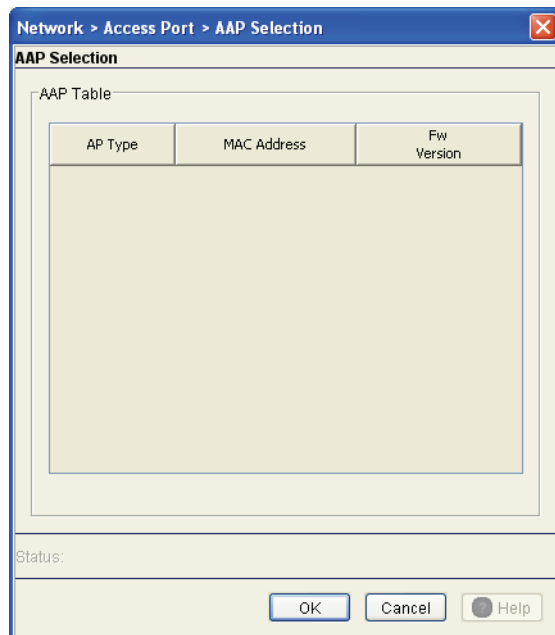 Network > Access Port > AAP Selection
AAP Selection
AAP Table
AP Type MAC Address Fw Version
Status:
OK Cancel Help